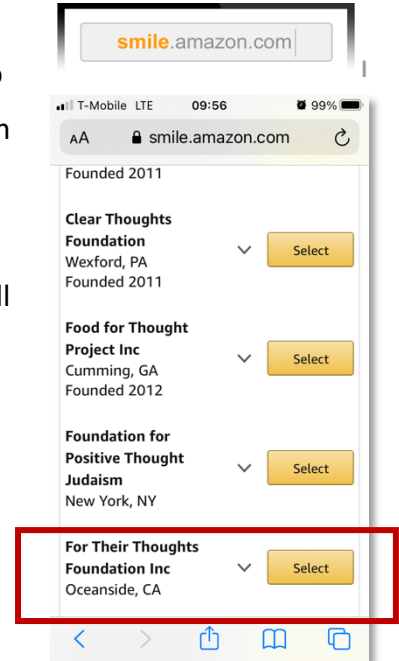 smile.amazon.com
T-Mobile LTE 09:56 99%
AA smile.amazon.com
Founded 2011
Clear Thoughts
Foundation
Wexford, PA
Founded 2011
Select
Food for Thought
Project Inc
Cumming, GA
Founded 2012
Select
Foundation for
Positive Thought
Judaism
New York, NY
Select
For Their Thoughts
Foundation Inc
Oceanside, CA
Select